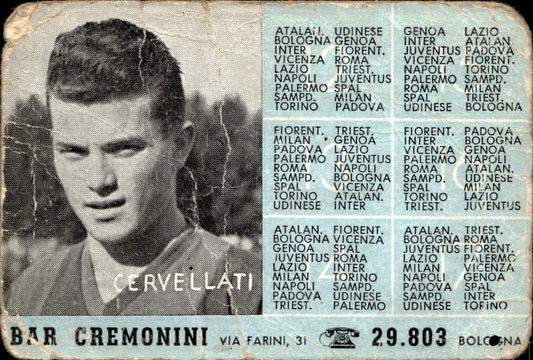 CERVELLATI
ATALAN. UDINESE
BOLOGNA GENOA
INTER FIORENT.
VICENZA ROMA
LAZIO TRIEST.
NAPOLI JUVENTUS
PALERMO SPAL
SAMPD. MILAN
TORINO PADOVA
GENOA LAZIO
INTER ATALAN.
JUVENTUS PADOVA
VICENZA FIORENT.
NAPOLI TORINO
PALERMO SAMPD.
ROMA MILAN
SPAL TRIEST.
UDINESE BOLOGNA
FIORENT. TRIEST.
MILAN GENOA
PADOVA LAZIO
PALERMO JUVENTUS
ROMA NAPOLI
SAMPD. BOLOGNA
SPAL VICENZA
TORINO ATALAN.
UDINESE INTER
FIORENT. PADOVA
INTER BOLOGNA
VICENZA GENOA
PALERMO NAPOLI
ROMA ATALAN.
SAMPD. UDINESE
SPAL MILAN
TORINO LAZIO
TRIEST. JUVENTUS
ATALAN. FIORENT.
BOLOGNA VICENZA
GENOA SPAL
JUVENTUS ROMA
LAZIO INTER
MILAN TORINO
NAPOLI SAMPD.
PADOVA UDINESE
TRIEST. PALERMO
ATALAN. TRIEST.
BOLOGNA ROMA
JUVENTUS FIORENT.
LAZIO PALERMO
MILAN SPAL
NAPOLI GENOA
PADOVA VICENZA
SAMPD. INTER
UDINESE TORINO
BAR CREMONINI VIA FARINI, 31 29.803 BOLOGNA